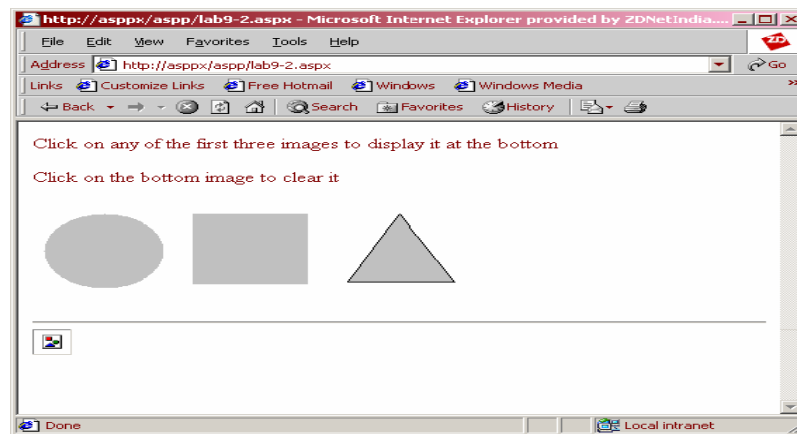 http://asppx/aspp/lab9-2.aspx - Microsoft Internet Explorer provided by ZDNetIndia....
File Edit View Favorites Tools Help
ZD
Address http://asppx/aspp/lab9-2.aspx Go
Links Customize Links Free Hotmail Windows Windows Media »
Back Search Favorites History
Click on any of the first three images to display it at the bottom
Click on the bottom image to clear it
Done Local intranet